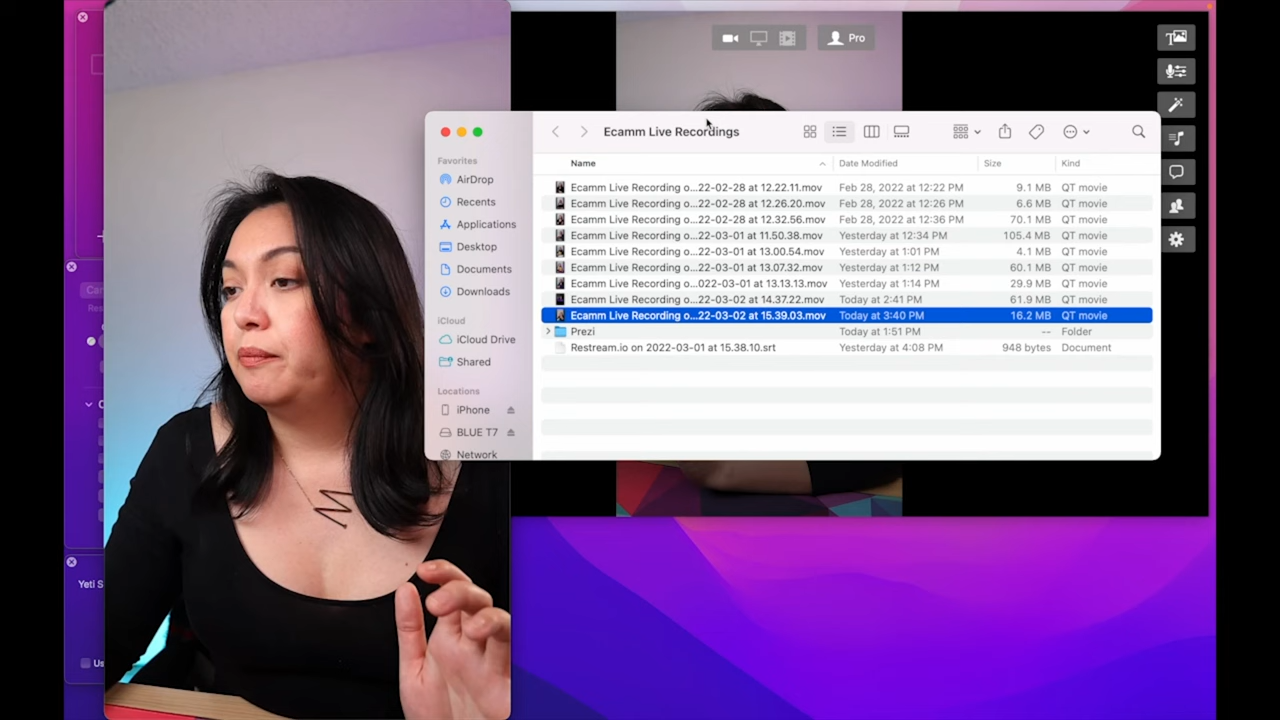 Pro
Ecamm Live Recordings
Favorites
AirDrop
Recents
Applications
Desktop
Documents
Downloads
iCloud
iCloud Drive
Shared
Locations
iPhone
BLUE T7
Network
Name Date Modified Size Kind
Ecamm Live Recording o...22-02-28 at 12.22.11.mov Feb 28, 2022 at 12:22 PM 9.1 MB QT movie
Ecamm Live Recording o...22-02-28 at 12.26.20.mov Feb 28, 2022 at 12:26 PM 6.6 MB QT movie
Ecamm Live Recording o...22-02-28 at 12.32.56.mov Feb 28, 2022 at 12:36 PM 70.1 MB QT movie
Ecamm Live Recording o...22-03-01 at 11.50.38.mov Yesterday at 12:34 PM 105.4 MB QT movie
Ecamm Live Recording o...22-03-01 at 13.00.54.mov Yesterday at 1:01 PM 4.1 MB QT movie
Ecamm Live Recording o...22-03-01 at 13.07.32.mov Yesterday at 1:12 PM 60.1 MB QT movie
Ecamm Live Recording o...022-03-01 at 13.13.13.mov Yesterday at 1:14 PM 29.9 MB QT movie
Ecamm Live Recording o...22-03-02 at 14.37.22.mov Today at 2:41 PM 61.9 MB QT movie
Ecamm Live Recording o...22-03-02 at 15.39.03.mov Today at 3:40 PM 16.2 MB QT movie
Prezi Today at 1:51 PM -- Folder
Restream.io on 2022-03-01 at 15.38.10.srt Yesterday at 4:08 PM 948 bytes Document
Yeti S
Us